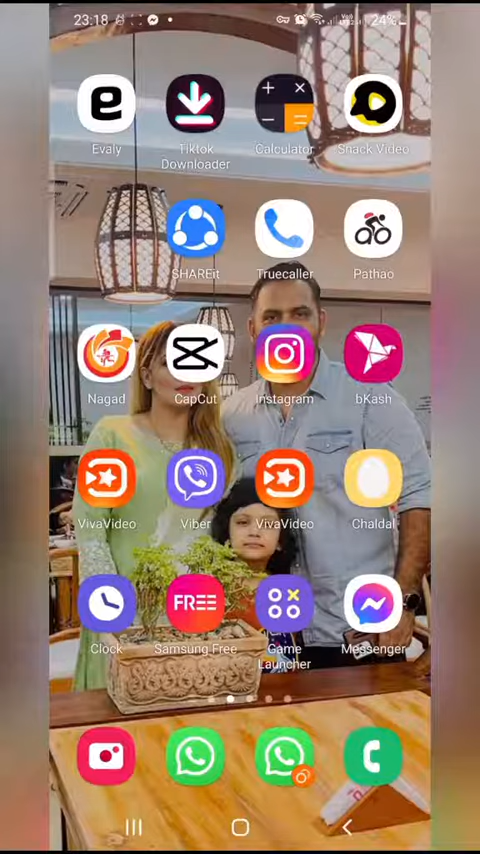 23:18
24%
e
Evaly
Tiktok
Downloader
Calculator
Snack Video
SHAREit
Truecaller
Pathao
Nagad
CapCut
Instagram
bKash
VivaVideo
Viber
VivaVideo
Chaldal
FREE
Clock
Samsung Free
Game
Launcher
Messenger